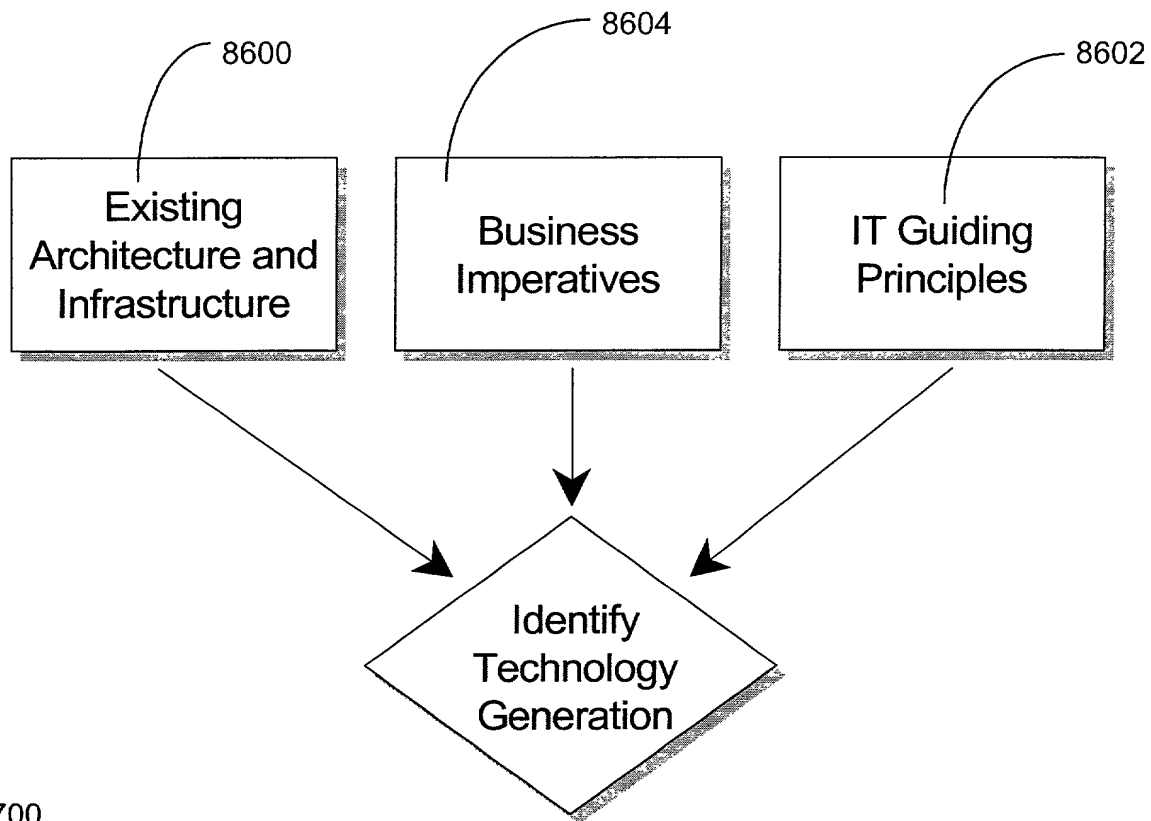 8600
8604
8602
Existing
Architecture and
Infrastructure
Business
Imperatives
IT Guiding
Principles
Identify
Technology
Generation